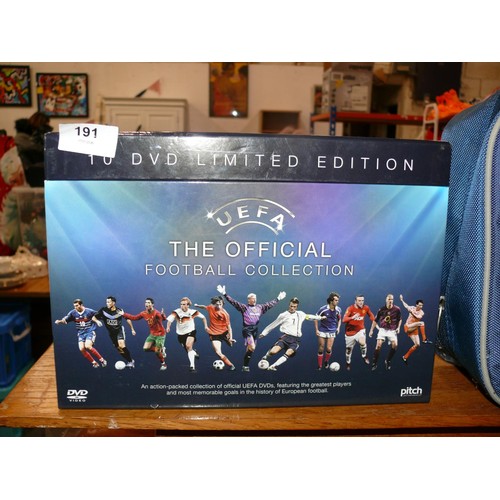 191
10 DVD LIMITED EDITION
UEFA
THE OFFICIAL
FOOTBALL COLLECTION
An action-packed collection of official UEFA DVDs, featuring the greatest players
and most memorable goals in the history of European football.
DVD
VIDEO
pitch